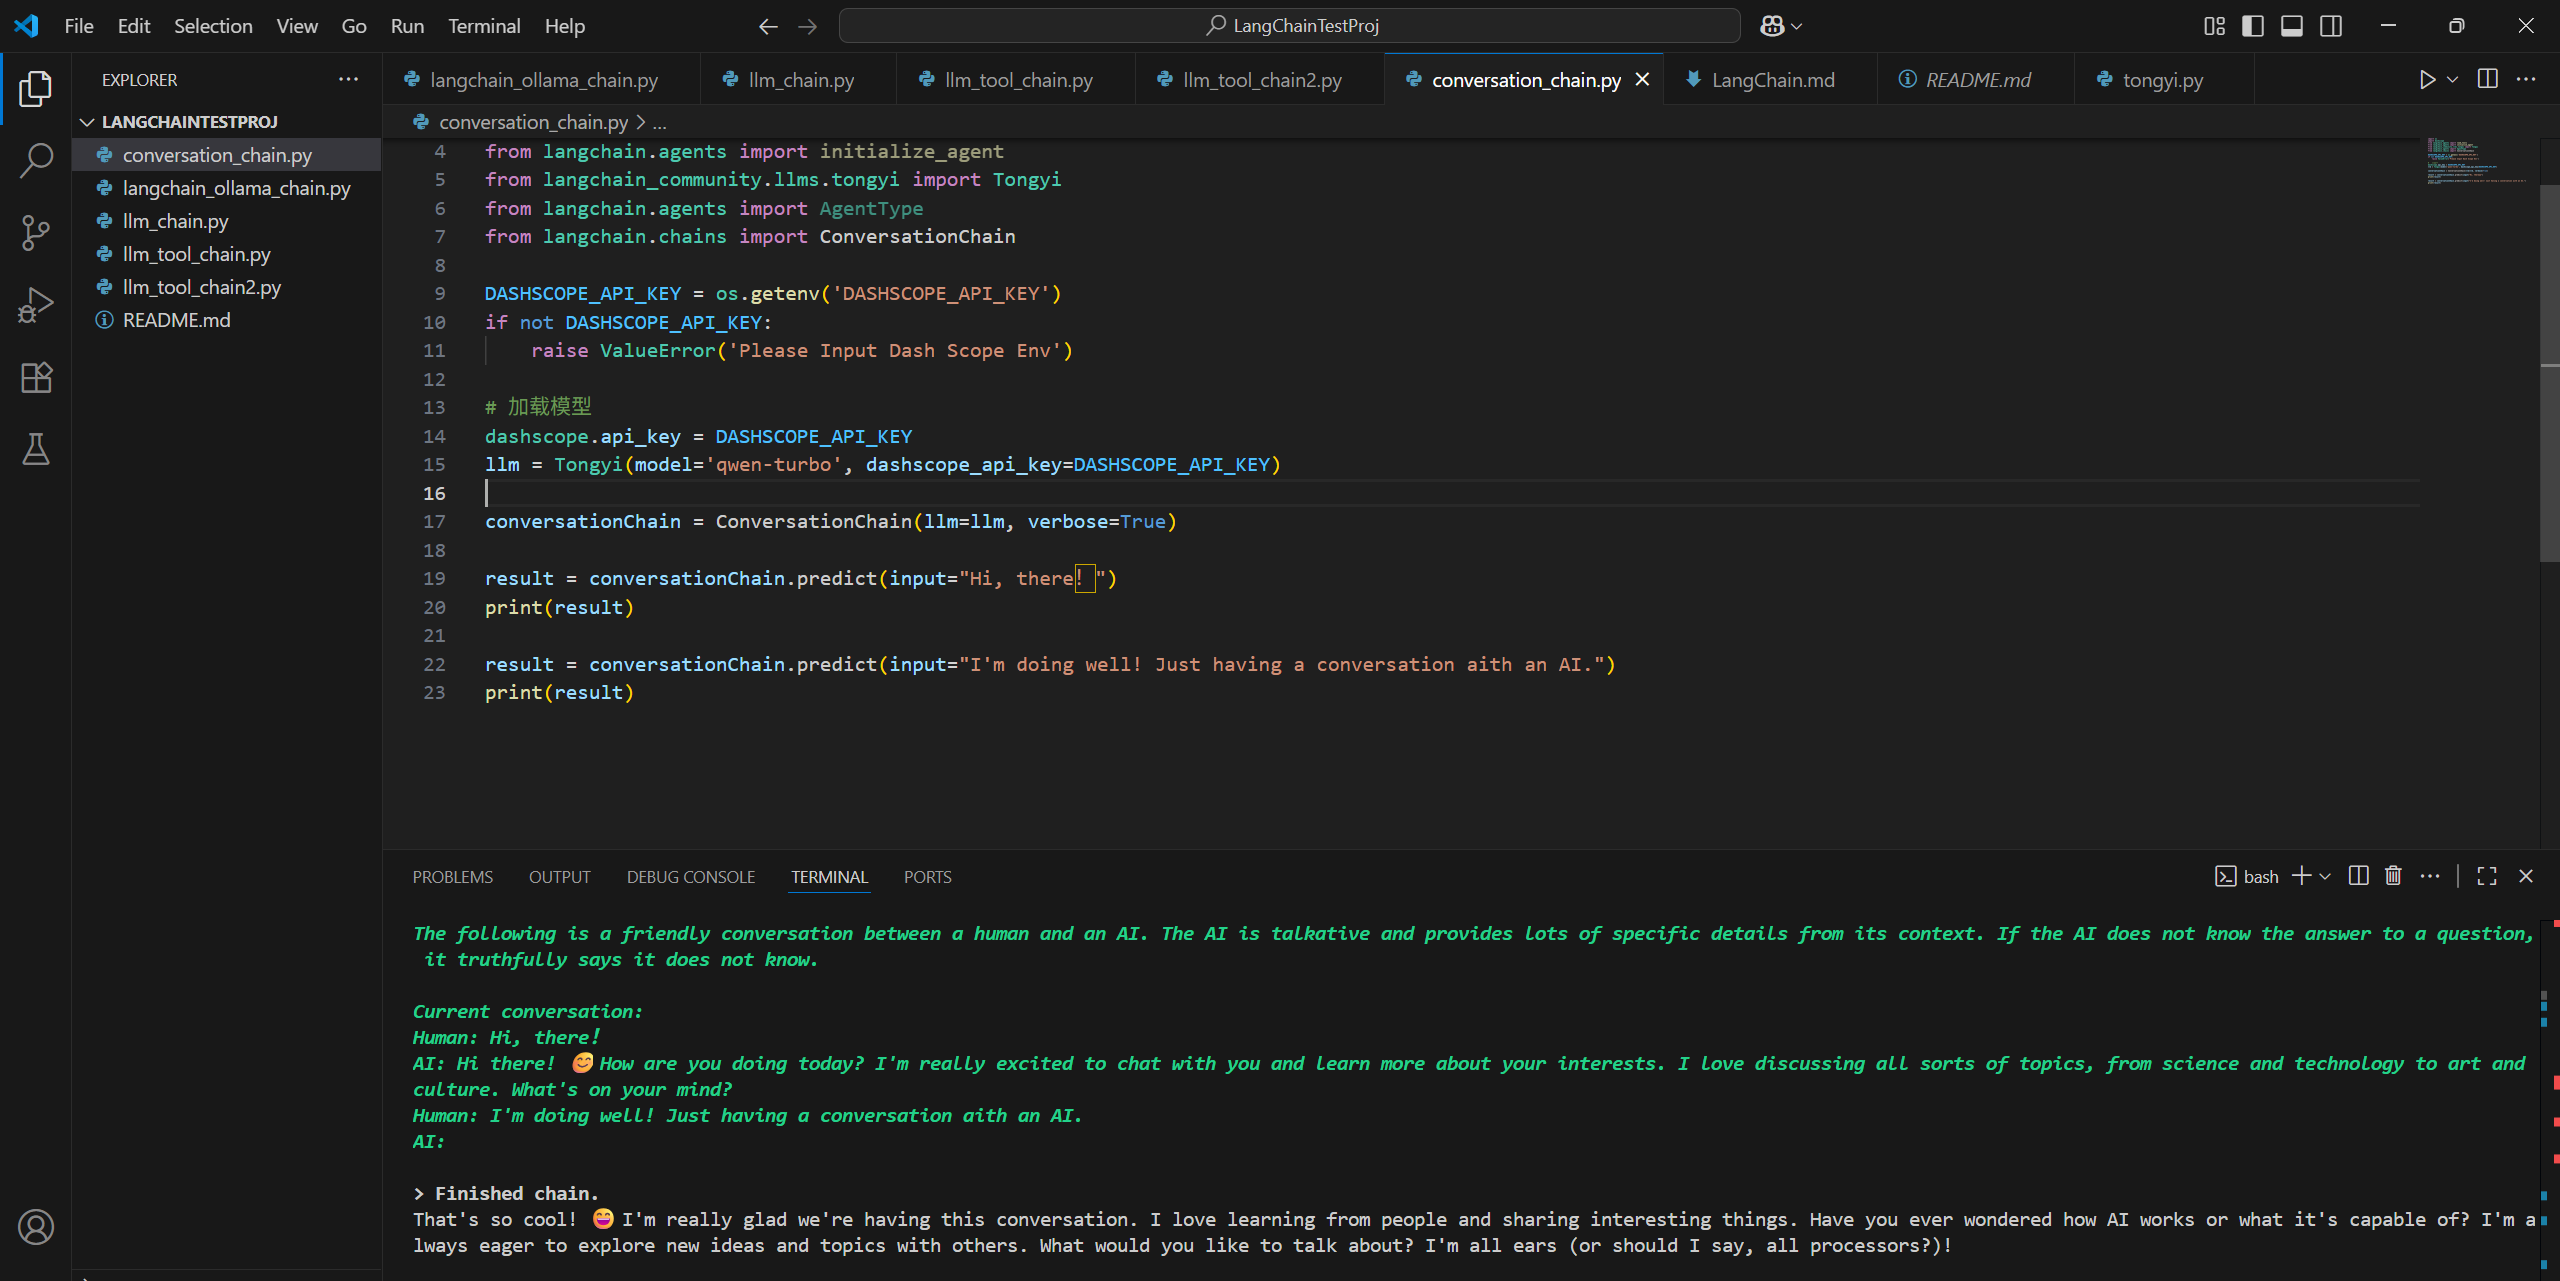 File Edit Selection View Go Run Terminal Help LangChainTestProj
EXPLORER
LANGCHAINTESTPROJ
conversation_chain.py
langchain_ollama_chain.py
llm_chain.py
llm_tool_chain.py
llm_tool_chain2.py
README.md
langchain_ollama_chain.py llm_chain.py llm_tool_chain.py llm_tool_chain2.py conversation_chain.py LangChain.md README.md tongyi.py
conversation_chain.py > ...
4 from langchain.agents import initialize_agent
5 from langchain_community.llms.tongyi import Tongyi
6 from langchain.agents import AgentType
7 from langchain.chains import ConversationChain
8
9 DASHSCOPE_API_KEY = os.getenv('DASHSCOPE_API_KEY')
10 if not DASHSCOPE_API_KEY:
11     raise ValueError('Please Input Dash Scope Env')
12
13 # 加载模型
14 dashscope.api_key = DASHSCOPE_API_KEY
15 llm = Tongyi(model='qwen-turbo', dashscope_api_key=DASHSCOPE_API_KEY)
16
17 conversationChain = ConversationChain(llm=llm, verbose=True)
18
19 result = conversationChain.predict(input="Hi, there！")
20 print(result)
21
22 result = conversationChain.predict(input="I'm doing well! Just having a conversation aith an AI.")
23 print(result)
PROBLEMS OUTPUT DEBUG CONSOLE TERMINAL PORTS bash
The following is a friendly conversation between a human and an AI. The AI is talkative and provides lots of specific details from its context. If the AI does not know the answer to a question,
it truthfully says it does not know.
Current conversation:
Human: Hi, there！
AI: Hi there! 😊 How are you doing today? I'm really excited to chat with you and learn more about your interests. I love discussing all sorts of topics, from science and technology to art and
culture. What's on your mind?
Human: I'm doing well! Just having a conversation aith an AI.
AI:
> Finished chain.
That's so cool! 😄 I'm really glad we're having this conversation. I love learning from people and sharing interesting things. Have you ever wondered how AI works or what it's capable of? I'm a
lways eager to explore new ideas and topics with others. What would you like to talk about? I'm all ears (or should I say, all processors?)!